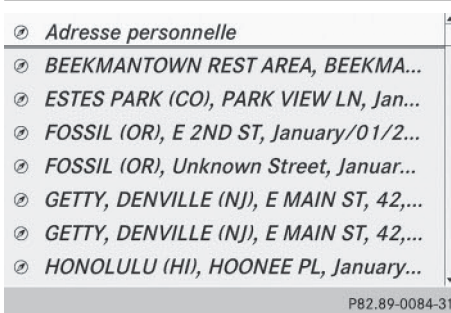 Adresse personnelle
BEEKMANTOWN REST AREA, BEEKMA...
ESTES PARK (CO), PARK VIEW LN, Jan...
FOSSIL (OR), E 2ND ST, January/01/2...
FOSSIL (OR), Unknown Street, Januar...
GETTY, DENVILLE (NJ), E MAIN ST, 42,...
GETTY, DENVILLE (NJ), E MAIN ST, 42,...
HONOLULU (HI), HOONEE PL, January...
P82.89-0084-31